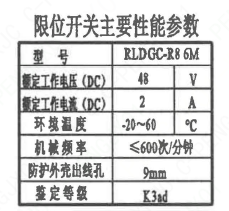 限位开关主要性能参数
型 号 RLDGC-R8 6M
额定工作电压（DC） 48 V
额定工作电流（DC） 2 A
环境温度 -20~60 ℃
机械频率 ≤600次/分钟
防护外壳出线孔 9mm
鉴定等级 K3ad